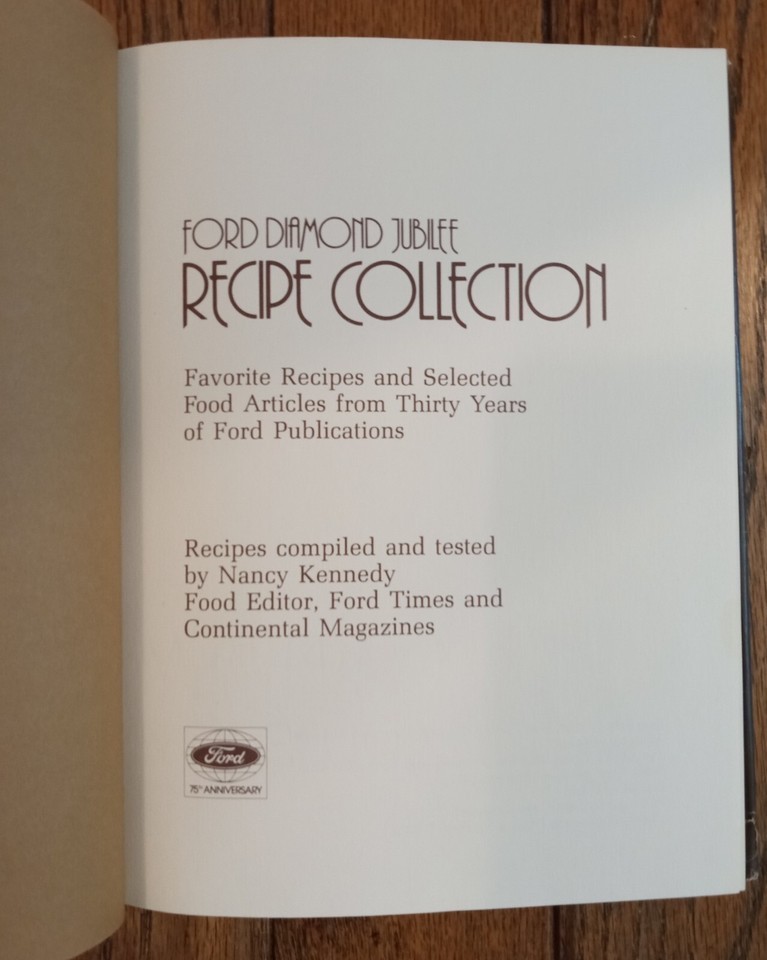 FORD DIAMOND JUBILEE
RECIPE COLLECTION
Favorite Recipes and Selected
Food Articles from Thirty Years
of Ford Publications
Recipes compiled and tested
by Nancy Kennedy
Food Editor, Ford Times and
Continental Magazines
Ford
75th ANNIVERSARY